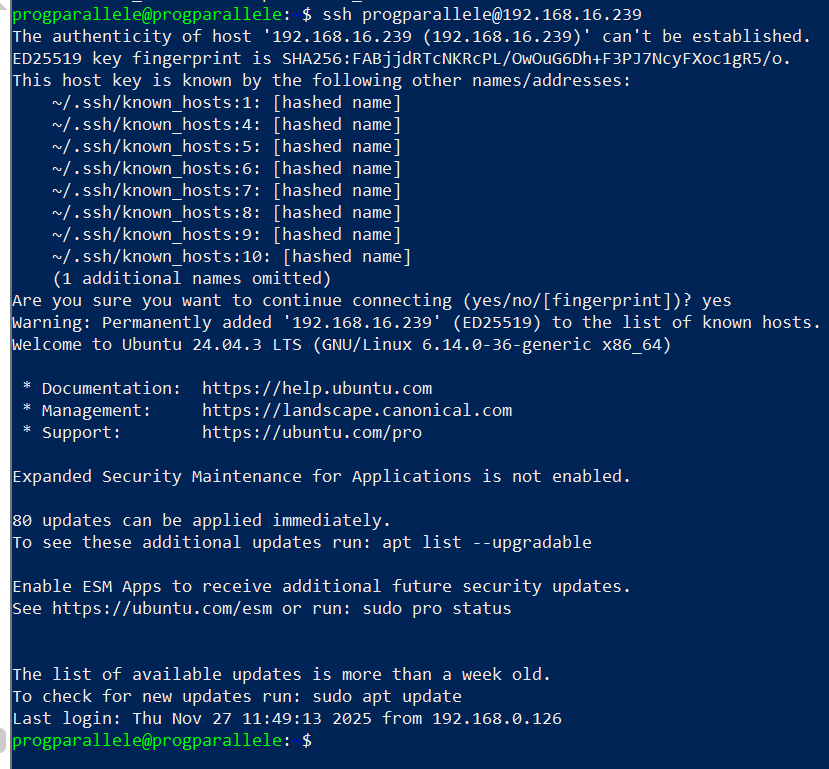 progparallele@progparallele: $ ssh progparallele@192.168.16.239
The authenticity of host '192.168.16.239 (192.168.16.239)' can't be established.
ED25519 key fingerprint is SHA256:FABjjdRTcNKRcPL/OwOuG6Dh+F3PJ7NcyFXoc1gR5/o.
This host key is known by the following other names/addresses:
    ~/.ssh/known_hosts:1: [hashed name]
    ~/.ssh/known_hosts:4: [hashed name]
    ~/.ssh/known_hosts:5: [hashed name]
    ~/.ssh/known_hosts:6: [hashed name]
    ~/.ssh/known_hosts:7: [hashed name]
    ~/.ssh/known_hosts:8: [hashed name]
    ~/.ssh/known_hosts:9: [hashed name]
    ~/.ssh/known_hosts:10: [hashed name]
    (1 additional names omitted)
Are you sure you want to continue connecting (yes/no/[fingerprint])? yes
Warning: Permanently added '192.168.16.239' (ED25519) to the list of known hosts.
Welcome to Ubuntu 24.04.3 LTS (GNU/Linux 6.14.0-36-generic x86_64)

 * Documentation:  https://help.ubuntu.com
 * Management:     https://landscape.canonical.com
 * Support:        https://ubuntu.com/pro

Expanded Security Maintenance for Applications is not enabled.

80 updates can be applied immediately.
To see these additional updates run: apt list --upgradable

Enable ESM Apps to receive additional future security updates.
See https://ubuntu.com/esm or run: sudo pro status


The list of available updates is more than a week old.
To check for new updates run: sudo apt update
Last login: Thu Nov 27 11:49:13 2025 from 192.168.0.126
progparallele@progparallele: $